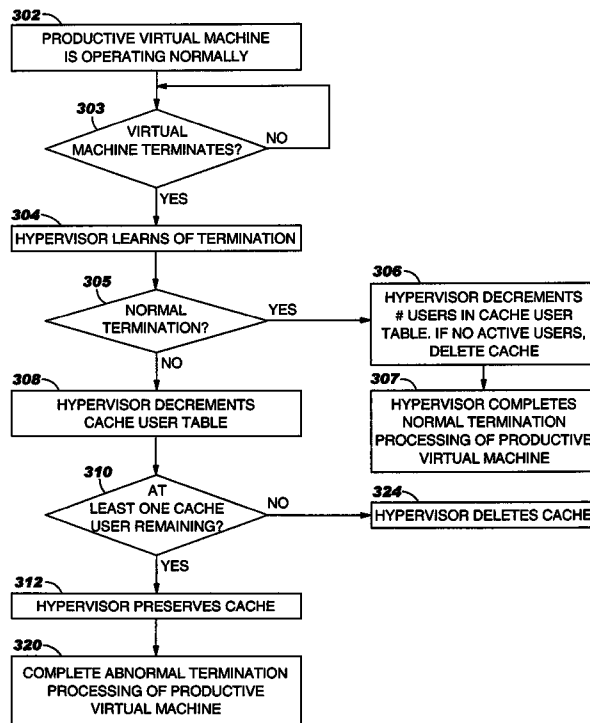 302
PRODUCTIVE VIRTUAL MACHINE
IS OPERATING NORMALLY
303
VIRTUAL
MACHINE TERMINATES?
NO
YES
304
HYPERVISOR LEARNS OF TERMINATION
305
NORMAL
TERMINATION?
YES
NO
306
HYPERVISOR DECREMENTS
# USERS IN CACHE USER
TABLE. IF NO ACTIVE USERS,
DELETE CACHE
307
HYPERVISOR COMPLETES
NORMAL TERMINATION
PROCESSING OF PRODUCTIVE
VIRTUAL MACHINE
308
HYPERVISOR DECREMENTS
CACHE USER TABLE
310
AT
LEAST ONE CACHE
USER REMAINING?
NO
YES
324
HYPERVISOR DELETES CACHE
312
HYPERVISOR PRESERVES CACHE
320
COMPLETE ABNORMAL TERMINATION
PROCESSING OF PRODUCTIVE
VIRTUAL MACHINE